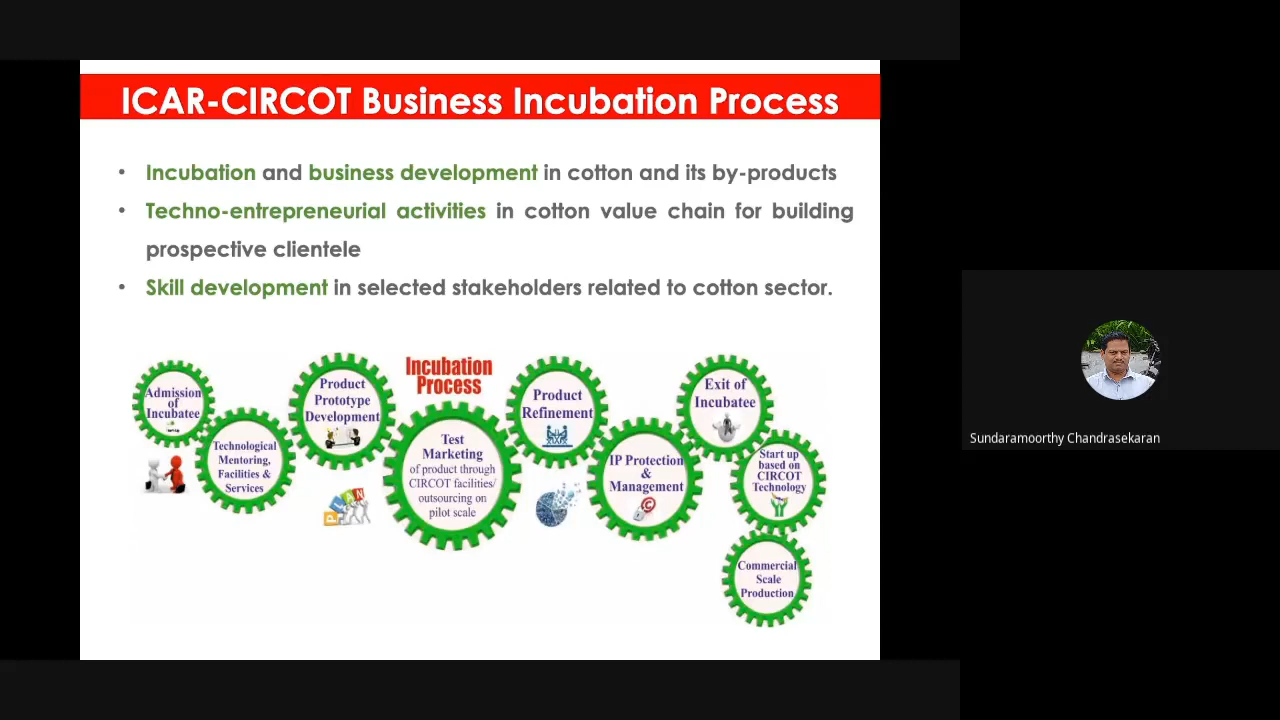 ICAR-CIRCOT Business Incubation Process
• Incubation and business development in cotton and its by-products
• Techno-entrepreneurial activities in cotton value chain for building
prospective clientele
• Skill development in selected stakeholders related to cotton sector.
Incubation
Process
Admission
of
Incubatee
Technological
Mentoring,
Facilities &
Services
Product
Prototype
Development
PLAN
Test
Marketing
of product through
CIRCOT facilities/
outsourcing on
pilot scale
Product
Refinement
IP Protection
&
Management
Exit of
Incubatee
Start up
based on
CIRCOT
Technology
Commercial
Scale
Production
Sundaramoorthy Chandrasekaran